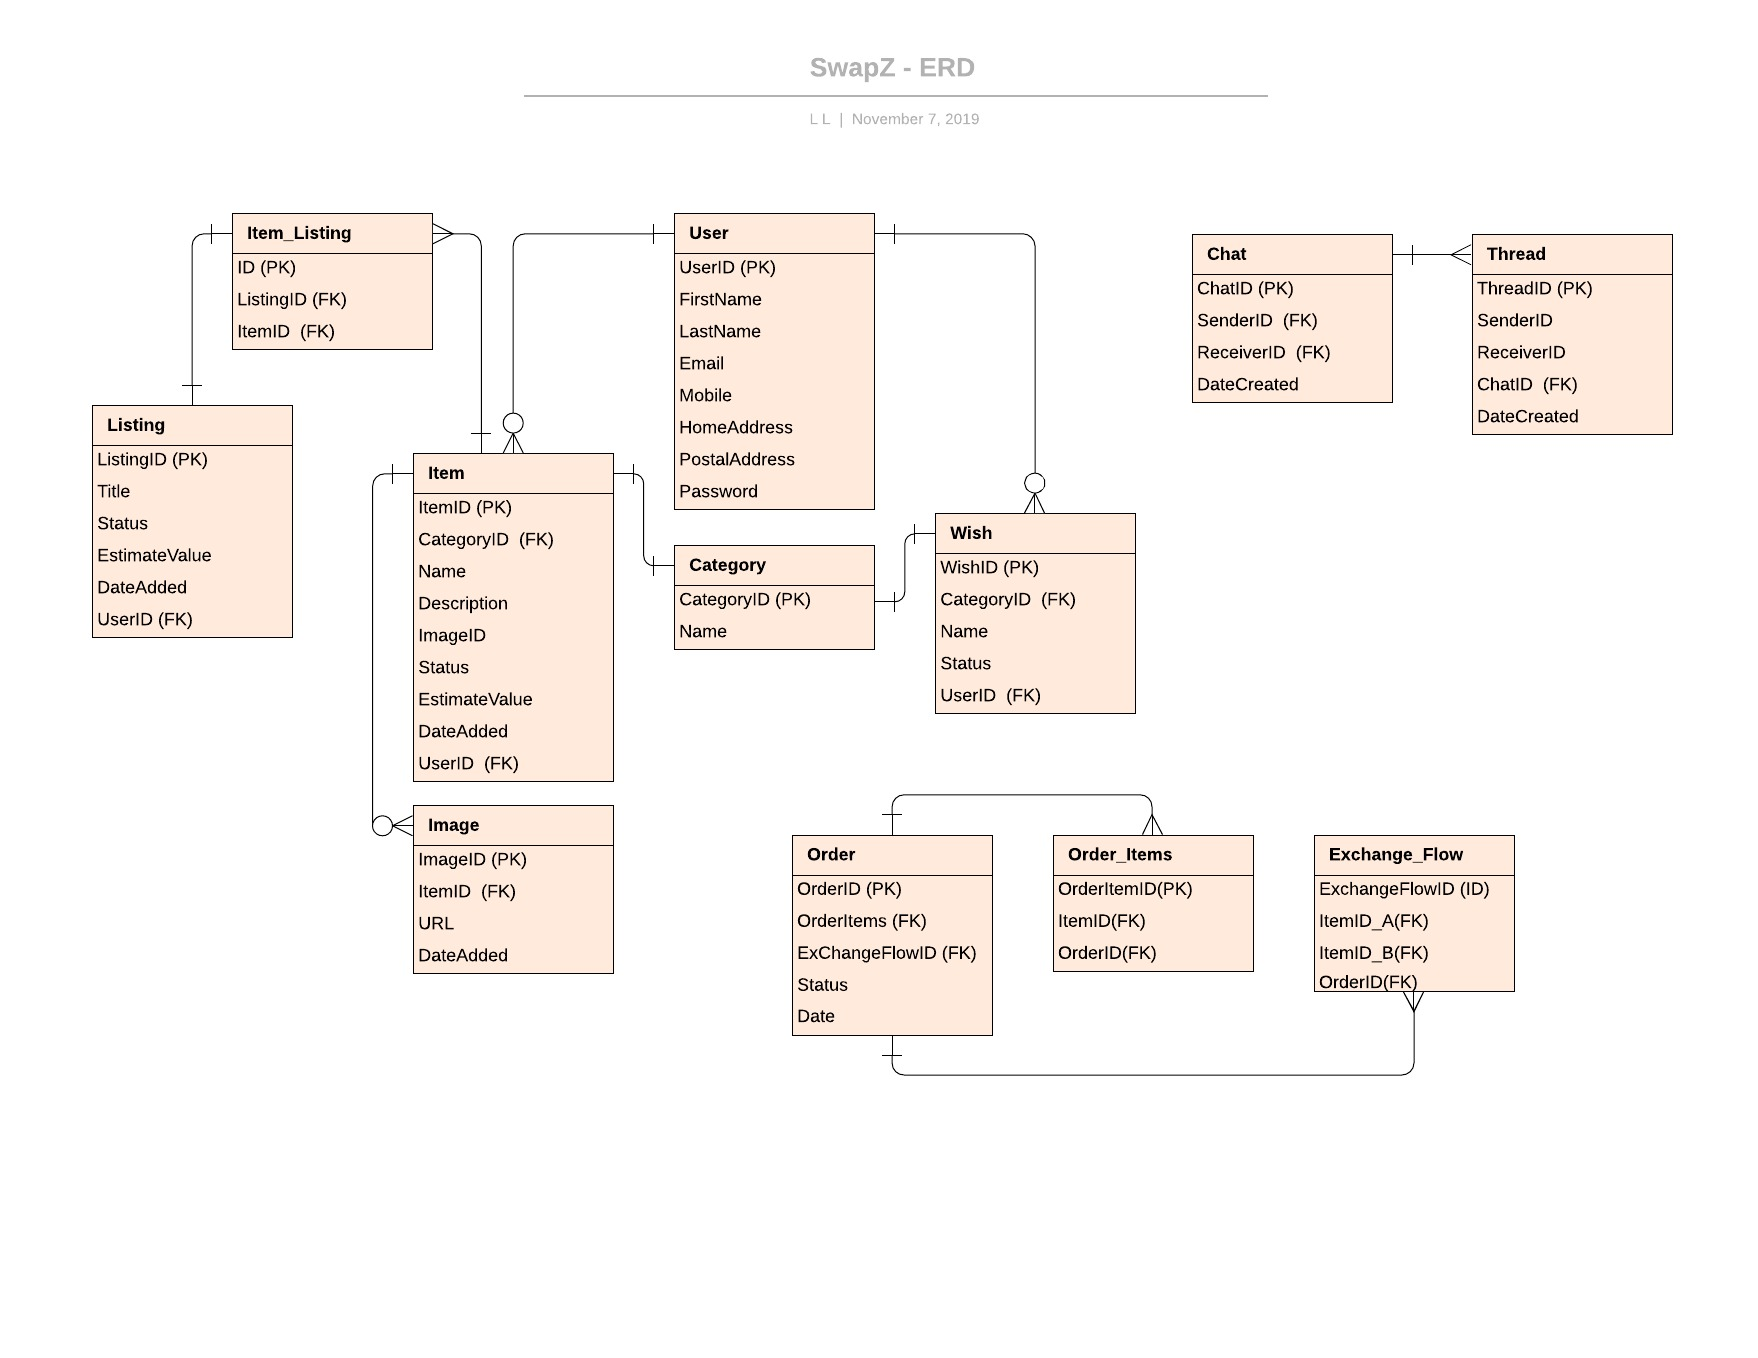 SwapZ - ERD
L L | November 7, 2019
Item_Listing
ID (PK)
ListingID (FK)
ItemID (FK)
Listing
ListingID (PK)
Title
Status
EstimateValue
DateAdded
UserID (FK)
Item
ItemID (PK)
CategoryID (FK)
Name
Description
ImageID
Status
EstimateValue
DateAdded
UserID (FK)
Image
ImageID (PK)
ItemID (FK)
URL
DateAdded
User
UserID (PK)
FirstName
LastName
Email
Mobile
HomeAddress
PostalAddress
Password
Category
CategoryID (PK)
Name
Wish
WishID (PK)
CategoryID (FK)
Name
Status
UserID (FK)
Chat
ChatID (PK)
SenderID (FK)
ReceiverID (FK)
DateCreated
Thread
ThreadID (PK)
SenderID
ReceiverID
ChatID (FK)
DateCreated
Order
OrderID (PK)
OrderItems (FK)
ExChangeFlowID (FK)
Status
Date
Order_Items
OrderItemID(PK)
ItemID(FK)
OrderID(FK)
Exchange_Flow
ExchangeFlowID (ID)
ItemID_A(FK)
ItemID_B(FK)
OrderID(FK)